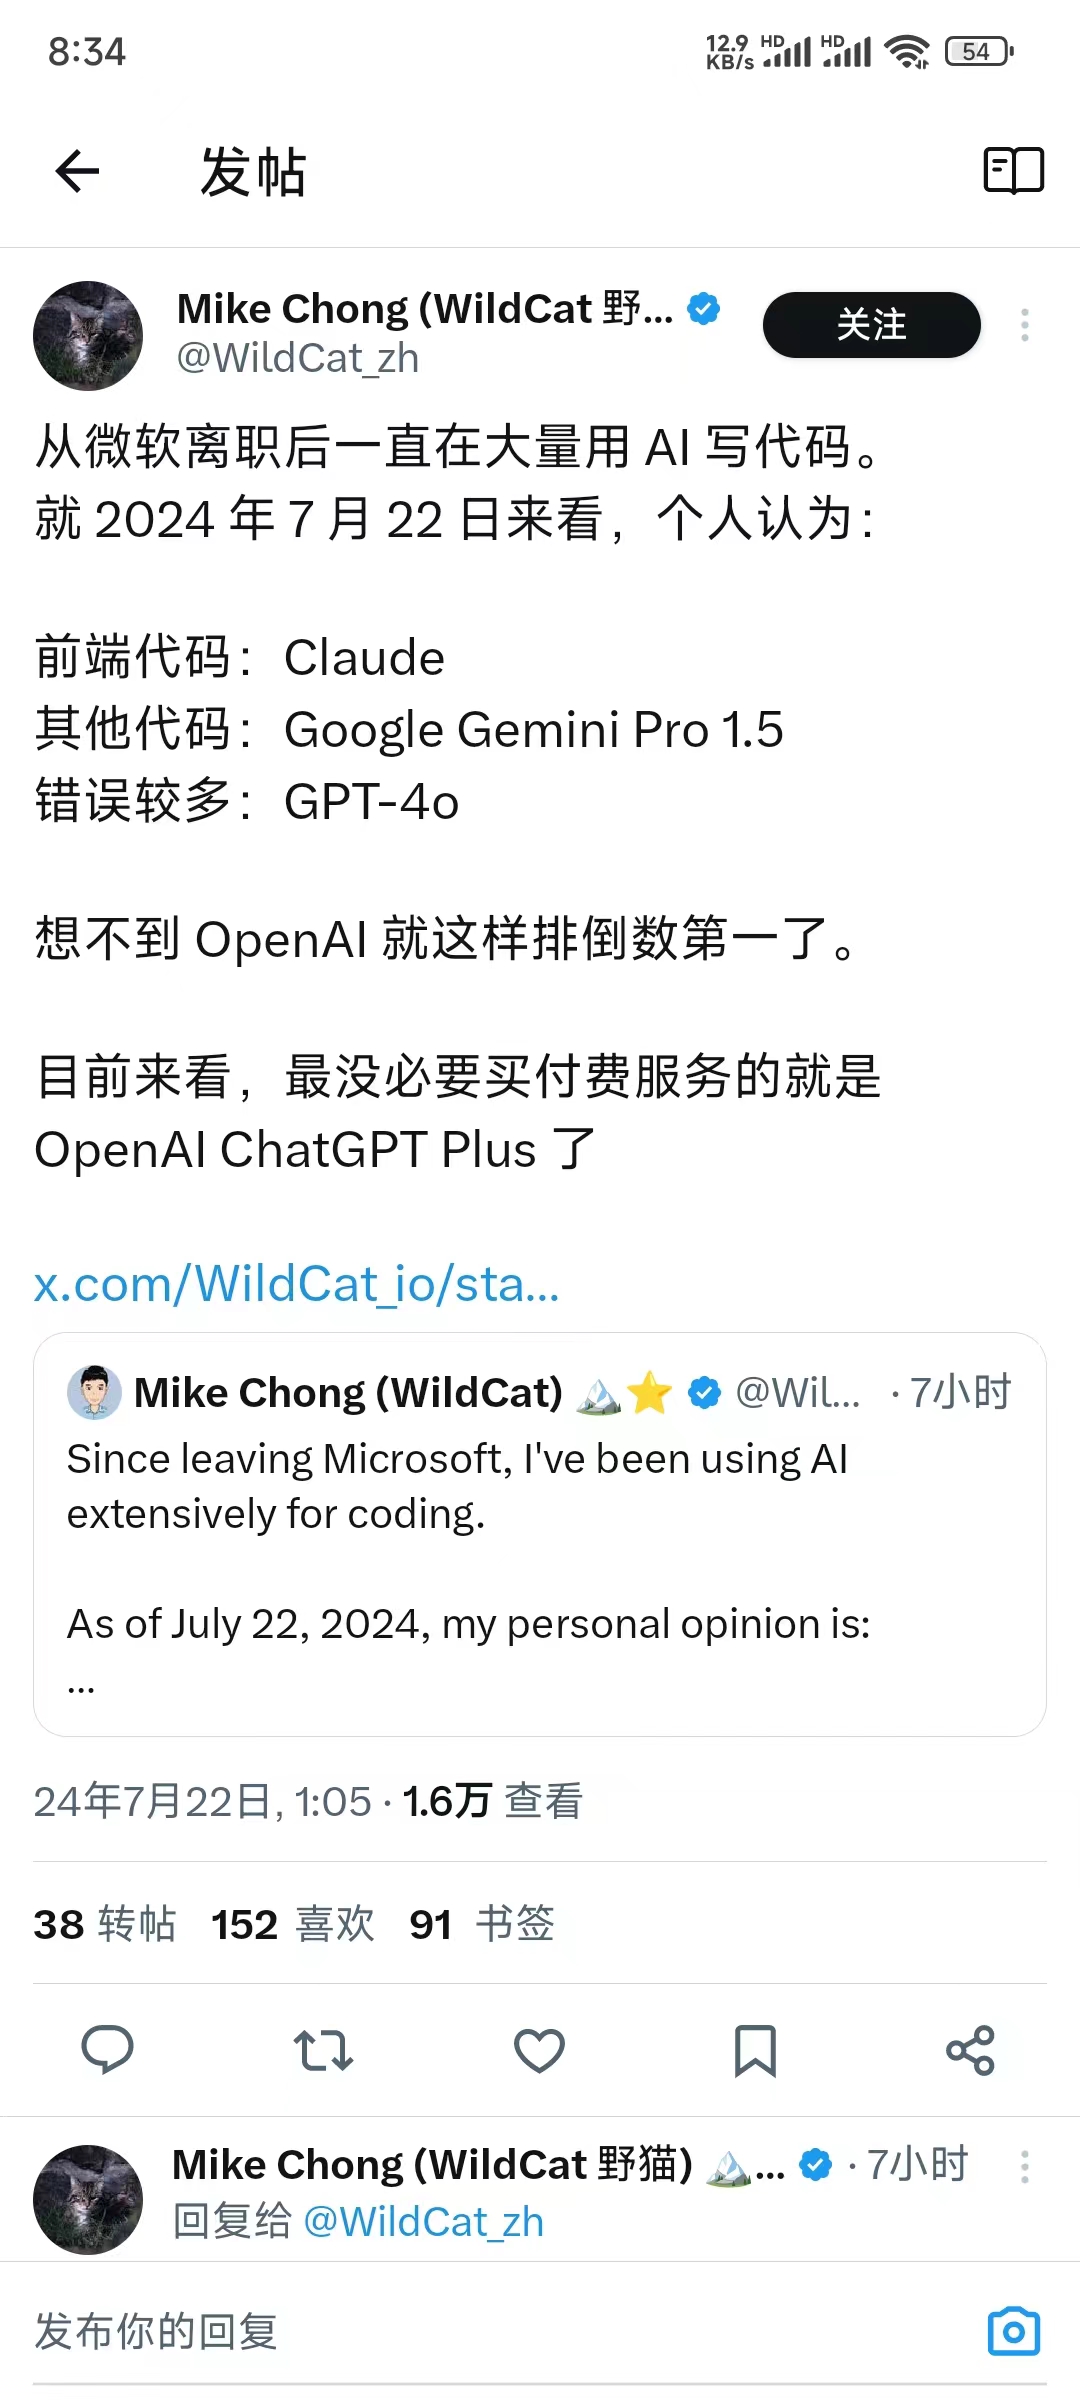 8:34
12.9 KB/s HD HD 54
发帖
Mike Chong (WildCat 野...
关注
@WildCat_zh
从微软离职后一直在大量用 AI 写代码。
就 2024 年 7 月 22 日来看，个人认为：
前端代码：Claude
其他代码：Google Gemini Pro 1.5
错误较多：GPT-4o
想不到 OpenAI 就这样排倒数第一了。
目前来看，最没必要买付费服务的就是
OpenAI ChatGPT Plus 了
x.com/WildCat_io/sta...
Mike Chong (WildCat) 🏔️⭐ @Wil... · 7小时
Since leaving Microsoft, I've been using AI
extensively for coding.
As of July 22, 2024, my personal opinion is:
...
24年7月22日, 1:05 · 1.6万 查看
38 转帖 152 喜欢 91 书签
Mike Chong (WildCat 野猫) 🏔️... · 7小时
回复给 @WildCat_zh
发布你的回复